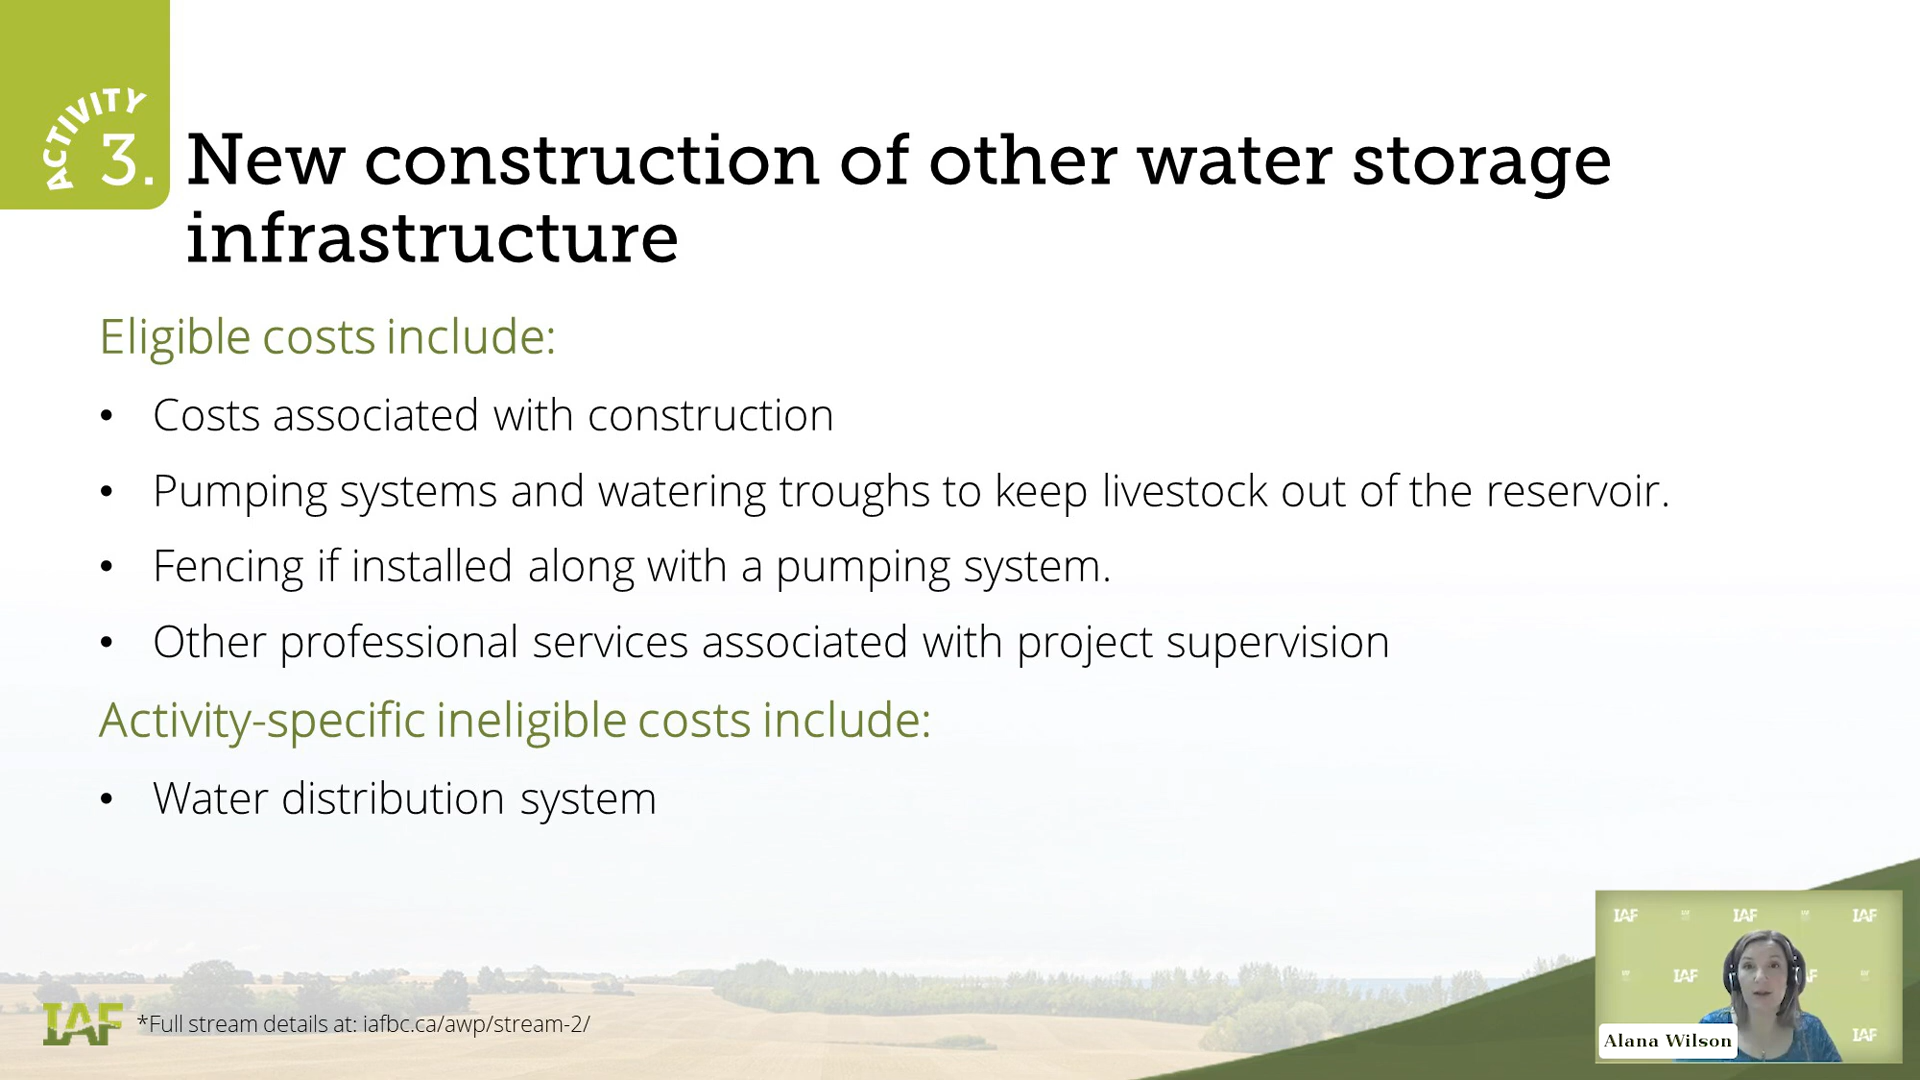 ACTIVITY
3.
New construction of other water storage
infrastructure
Eligible costs include:
• Costs associated with construction
• Pumping systems and watering troughs to keep livestock out of the reservoir.
• Fencing if installed along with a pumping system.
• Other professional services associated with project supervision
Activity-specific ineligible costs include:
• Water distribution system
IAF
*Full stream details at: iafbc.ca/awp/stream-2/
IAF IAF IAF
IAF
IAF
Alana Wilson